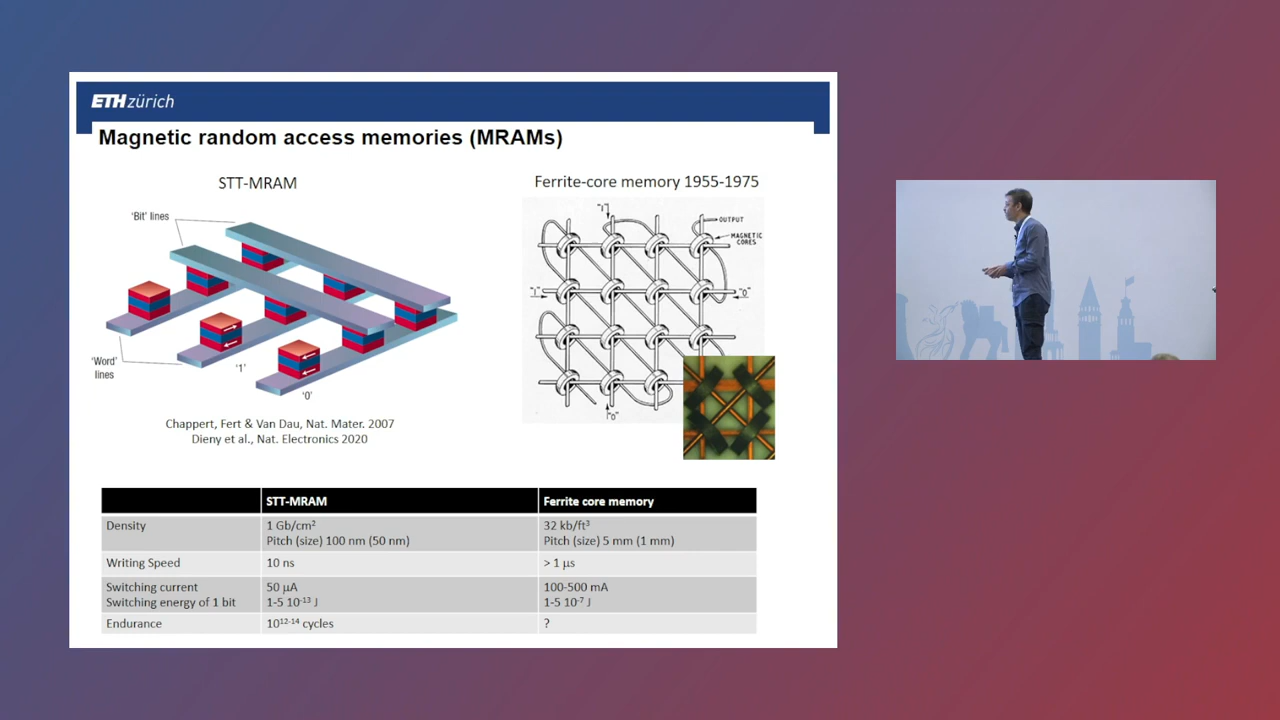 ETH zürich
Magnetic random access memories (MRAMs)
STT-MRAM
Ferrite-core memory 1955-1975
'Bit' lines
'Word'
lines
'1'
'0'
"1"
OUTPUT
MAGNETIC
CORES
"1"
"0"
"0"
Chappert, Fert & Van Dau, Nat. Mater. 2007
Dieny et al., Nat. Electronics 2020
STT-MRAM Ferrite core memory
Density 1 Gb/cm² 32 kb/ft³
Pitch (size) 100 nm (50 nm) Pitch (size) 5 mm (1 mm)
Writing Speed 10 ns > 1 µs
Switching current 50 µA 100-500 mA
Switching energy of 1 bit 1-5 10⁻¹³ J 1-5 10⁻⁷ J
Endurance 10¹²⁻¹⁴ cycles ?